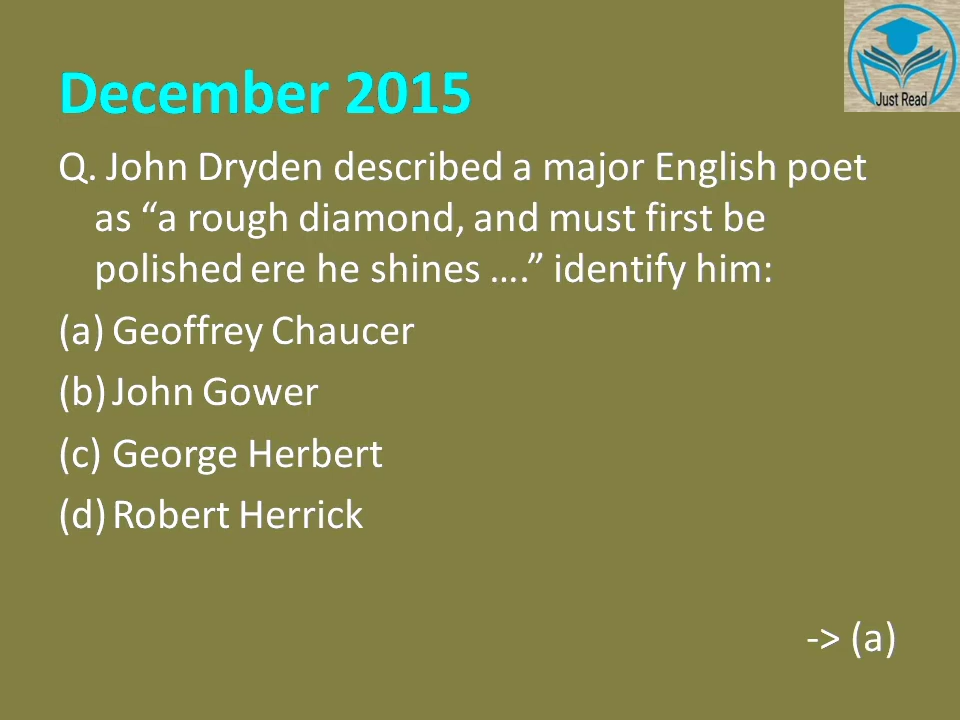 December 2015
Just Read
Q. John Dryden described a major English poet
as “a rough diamond, and must first be
polished ere he shines ….” identify him:
(a) Geoffrey Chaucer
(b) John Gower
(c) George Herbert
(d) Robert Herrick
-> (a)